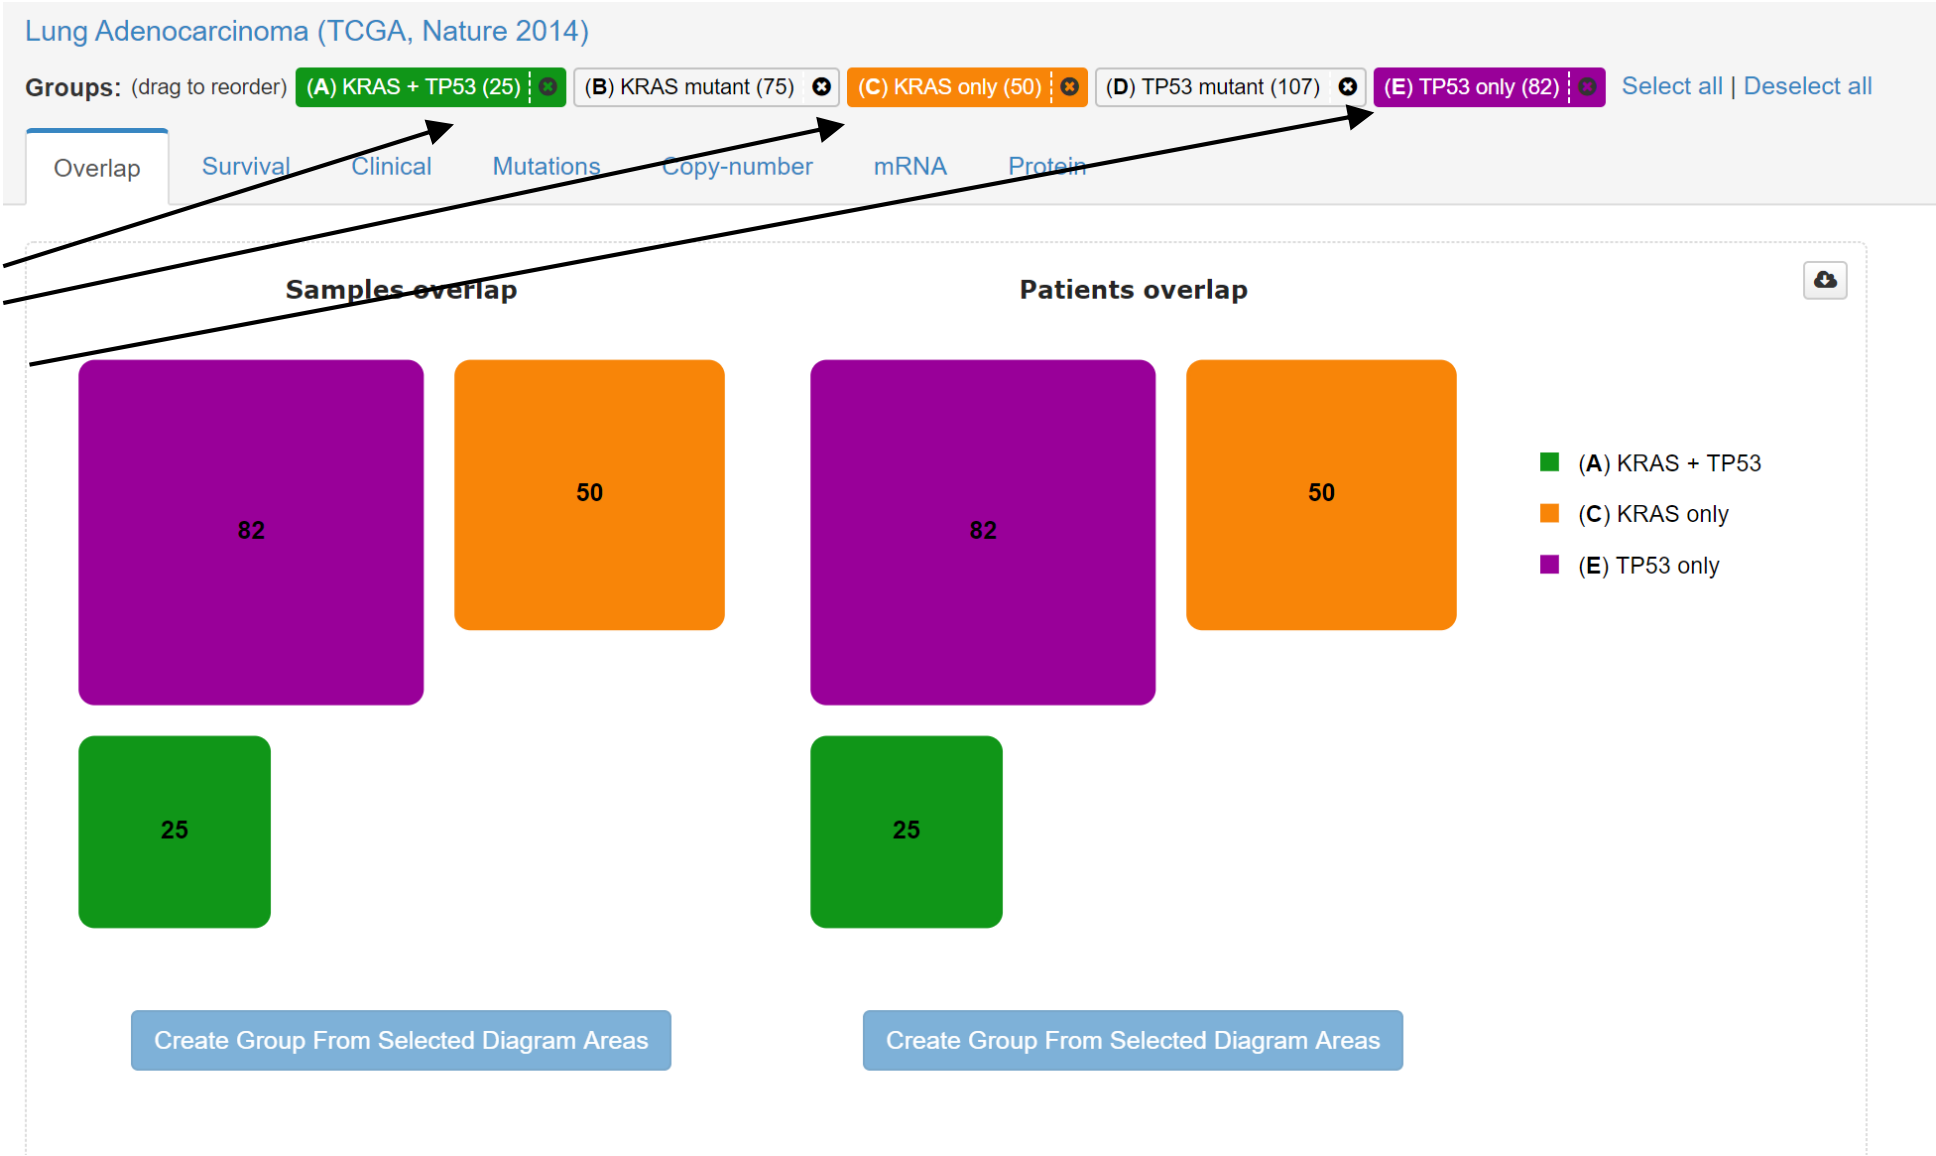 Lung Adenocarcinoma (TCGA, Nature 2014)
Groups: (drag to reorder) (A) KRAS + TP53 (25) (B) KRAS mutant (75) (C) KRAS only (50) (D) TP53 mutant (107) (E) TP53 only (82) Select all | Deselect all
Overlap Survival Clinical Mutations Copy-number mRNA Protein
Samples overlap Patients overlap
82 50 82 50
(A) KRAS + TP53
(C) KRAS only
(E) TP53 only
25 25
Create Group From Selected Diagram Areas Create Group From Selected Diagram Areas